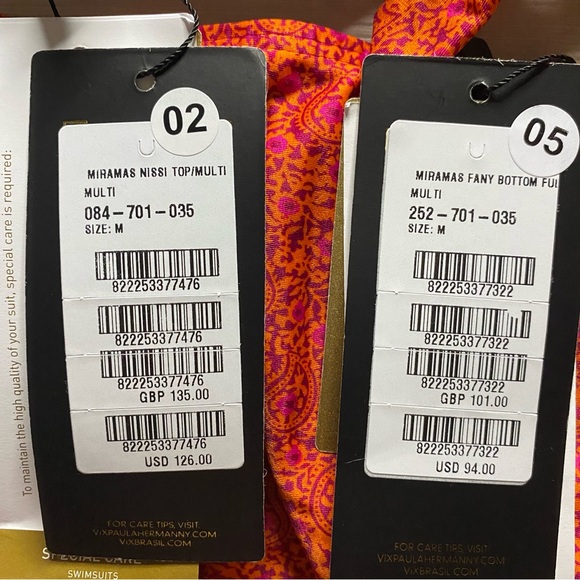 To maintain the high quality of your suit, special care is required:
SPECIAL CARE
SWIMSUITS
02
MIRAMAS NISSI TOP/MULTI
MULTI
084-701-035
SIZE: M
822253377476
822253377476
822253377476
GBP 135.00
822253377476
USD 126.00
FOR CARE TIPS, VISIT:
VIXPAULAHERMANNY.COM
VIXBRASIL.COM
05
MIRAMAS FANY BOTTOM FUL
MULTI
252-701-035
SIZE: M
822253377322
822253377322
822253377322
GBP 101.00
822253377322
USD 94.00
FOR CARE TIPS, VISIT:
VIXPAULAHERMANNY.COM
VIXBRASIL.COM